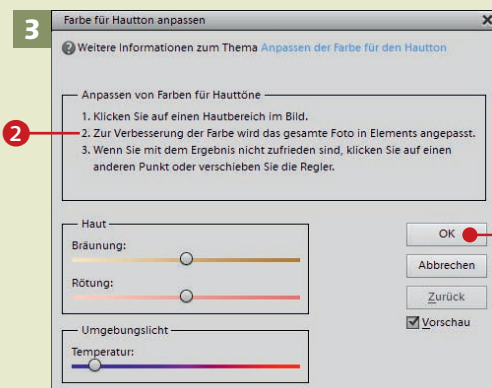 3
Farbe für Hautton anpassen
Weitere Informationen zum Thema Anpassen der Farbe für den Hautton
Anpassen von Farben für Hauttöne
1. Klicken Sie auf einen Hautbereich im Bild.
2
2. Zur Verbesserung der Farbe wird das gesamte Foto in Elements angepasst.
3. Wenn Sie mit dem Ergebnis nicht zufrieden sind, klicken Sie auf einen
anderen Punkt oder verschieben Sie die Regler.
Haut
Bräunung:
Rötung:
Umgebungslicht
Temperatur:
OK
Abbrechen
Zurück
Vorschau